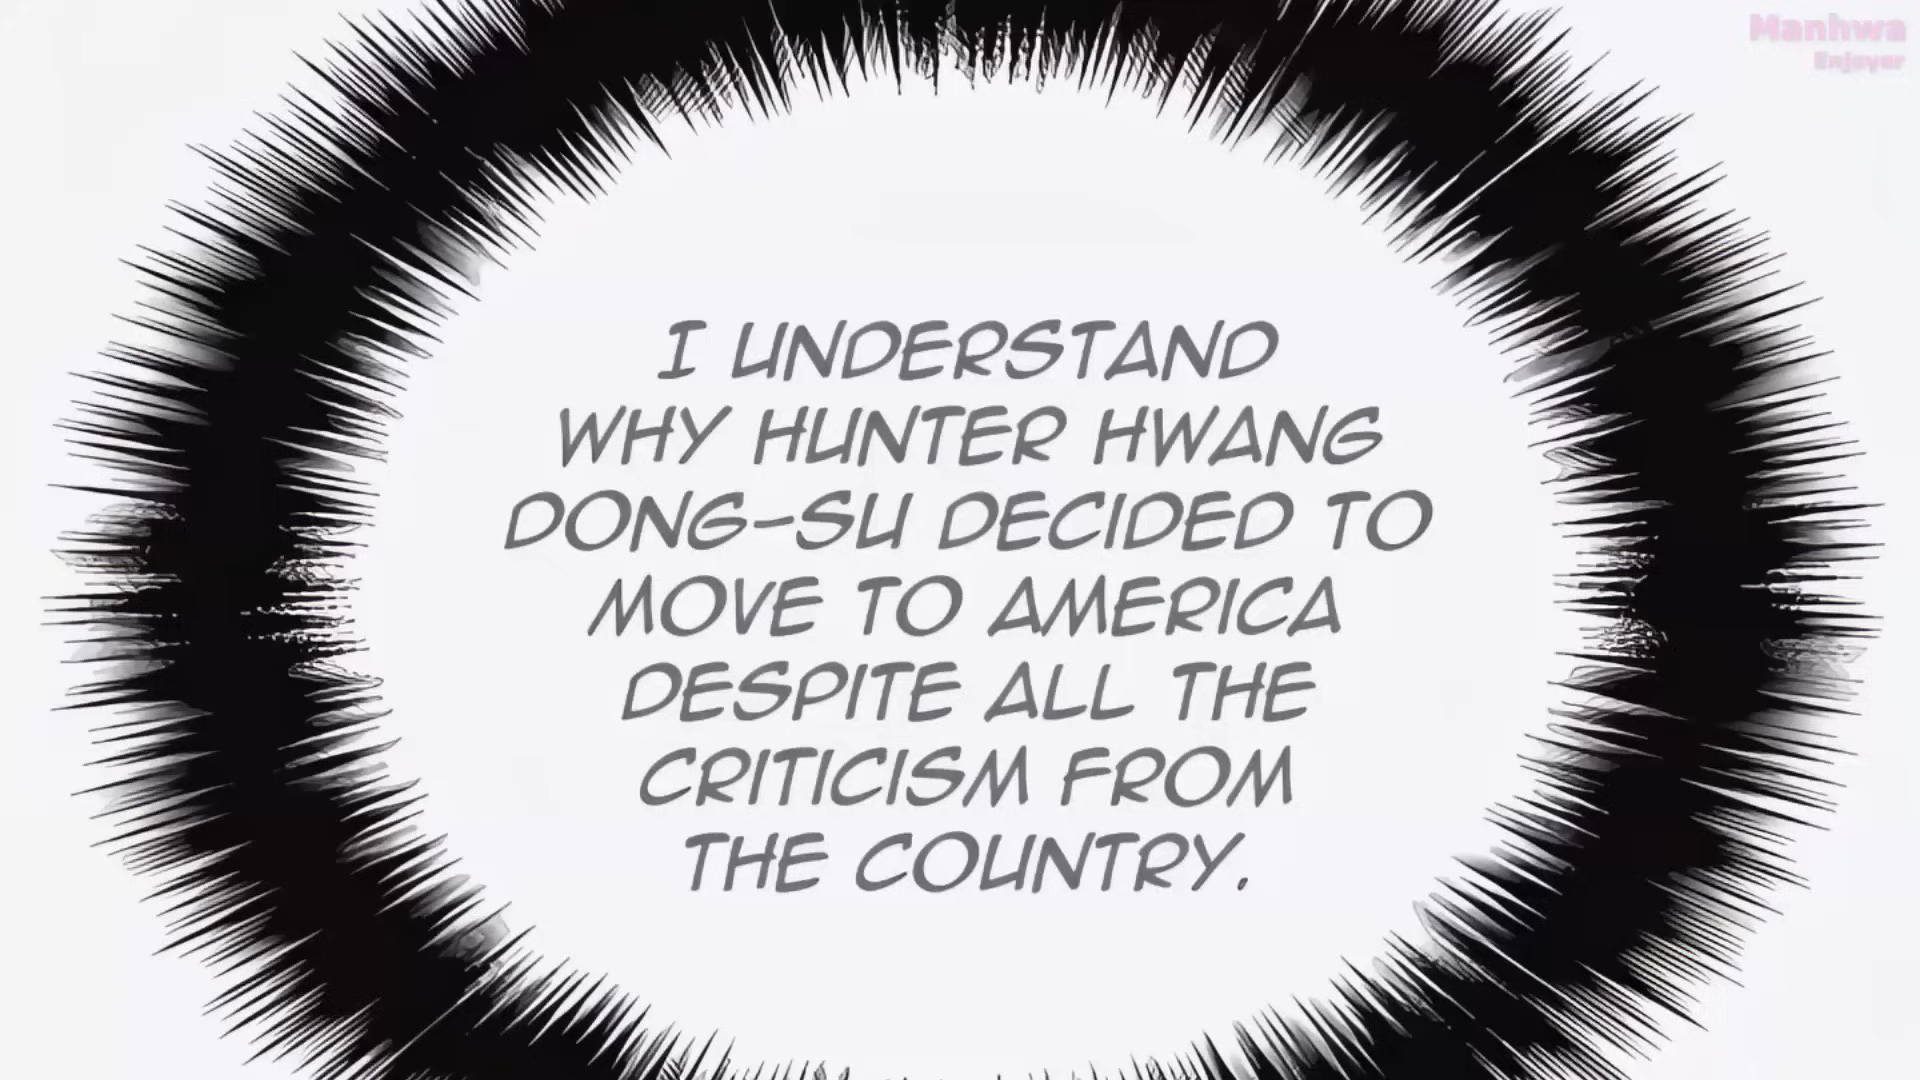 Manhwa
Enjoyer
I UNDERSTAND
WHY HUNTER HWANG
DONG-SU DECIDED TO
MOVE TO AMERICA
DESPITE ALL THE
CRITICISM FROM
THE COUNTRY.